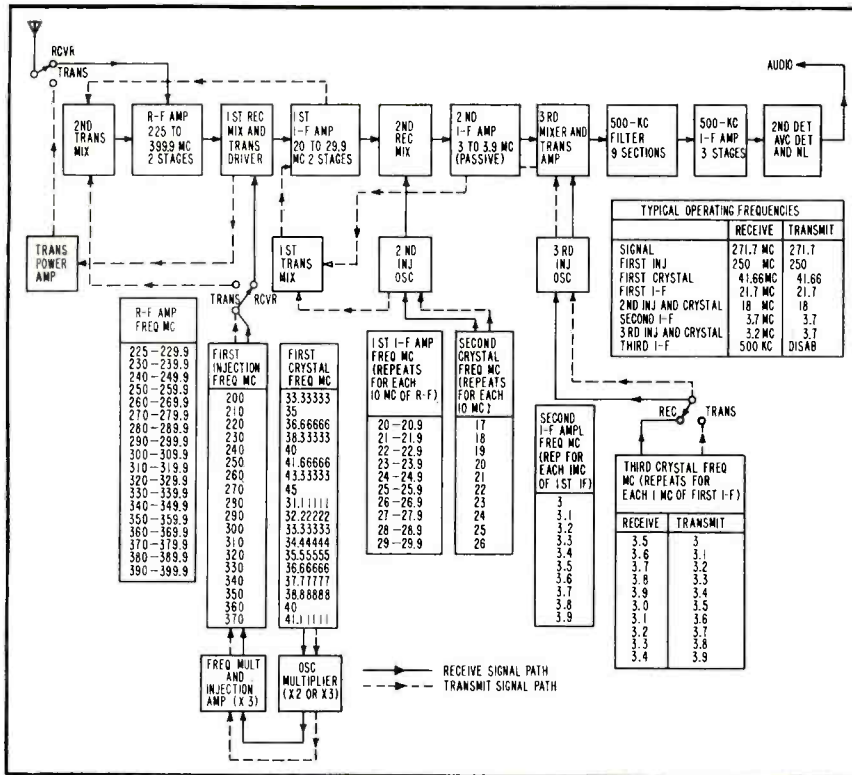 RCVR
TRANS
AUDIO
2ND TRANS MIX
R-F AMP
225 TO
399.9 MC
2 STAGES
1ST REC
MIX AND
TRANS
DRIVER
1ST
I-F AMP
20 TO 29.9
MC 2 STAGES
2ND
REC
MIX
2ND
I-F AMP
3 TO 3.9 MC
(PASSIVE)
3RD
MIXER AND
TRANS
AMP
500-KC
FILTER
9 SECTIONS
500-KC
I-F AMP
3 STAGES
2ND DET
AVC DET
AND NL
TRANS
POWER
AMP
1ST
TRANS
MIX
2ND
INJ
OSC
3RD
INJ
OSC
TRANS
RCVR
TYPICAL OPERATING FREQUENCIES
RECEIVE TRANSMIT
SIGNAL 271.7 MC 271.7
FIRST INJ 250 MC 250
FIRST CRYSTAL 41.66MC 41.66
FIRST I-F 21.7 MC 21.7
2ND INJ AND CRYSTAL 18 MC 18
SECOND I-F 3.7 MC 3.7
3RD INJ AND CRYSTAL 3.2MC 3.7
THIRD I-F 500 KC DISAB
R-F AMP
FREQ MC
225-229.9
230-239.9
240-249.9
250-259.9
260-269.9
270-279.9
280-289.9
290-299.9
300-309.9
310-319.9
320-329.9
330-339.9
340-349.9
350-359.9
360-369.9
370-379.9
380-389.9
390-399.9
FIRST
INJECTION
FREQ MC
200
210
220
230
240
250
260
270
290
290
300
310
320
330
340
350
360
370
FIRST
CRYSTAL
FREQ MC
33.33333
35
36.66666
38.33333
40
41.66666
43.33333
45
31.11111
32.22222
33.33333
34.44444
35.55555
36.66666
37.77777
38.88888
40
41.11111
1ST I-F AMP
FREQ MC
(REPEATS
FOR EACH
10 MC OF R-F)
20-20.9
21-21.9
22-22.9
23-23.9
24-24.9
25-25.9
26-26.9
27-27.9
28-28.9
29-29.9
SECOND
CRYSTAL
FREQ MC
(REPEATS
FOR EACH
10 MC)
17
18
19
20
21
22
23
24
25
26
SECOND
I-F AMPL
FREQ MC
(REP FOR
EACH 1MC
OF 1ST IF)
3
3.1
3.2
3.3
3.4
3.5
3.6
3.7
3.8
3.9
REC
TRANS
THIRD CRYSTAL FREQ
MC (REPEATS FOR
EACH 1 MC OF FIRST I-F)
RECEIVE TRANSMIT
3.5 3
3.6 3.1
3.7 3.2
3.8 3.3
3.9 3.4
3.0 3.5
3.1 3.6
3.2 3.7
3.3 3.8
3.4 3.9
FREQ MULT
AND
INJECTION
AMP (X3)
OSC
MULTIPLIER
(X2 OR X3)
RECEIVE SIGNAL PATH
TRANSMIT SIGNAL PATH